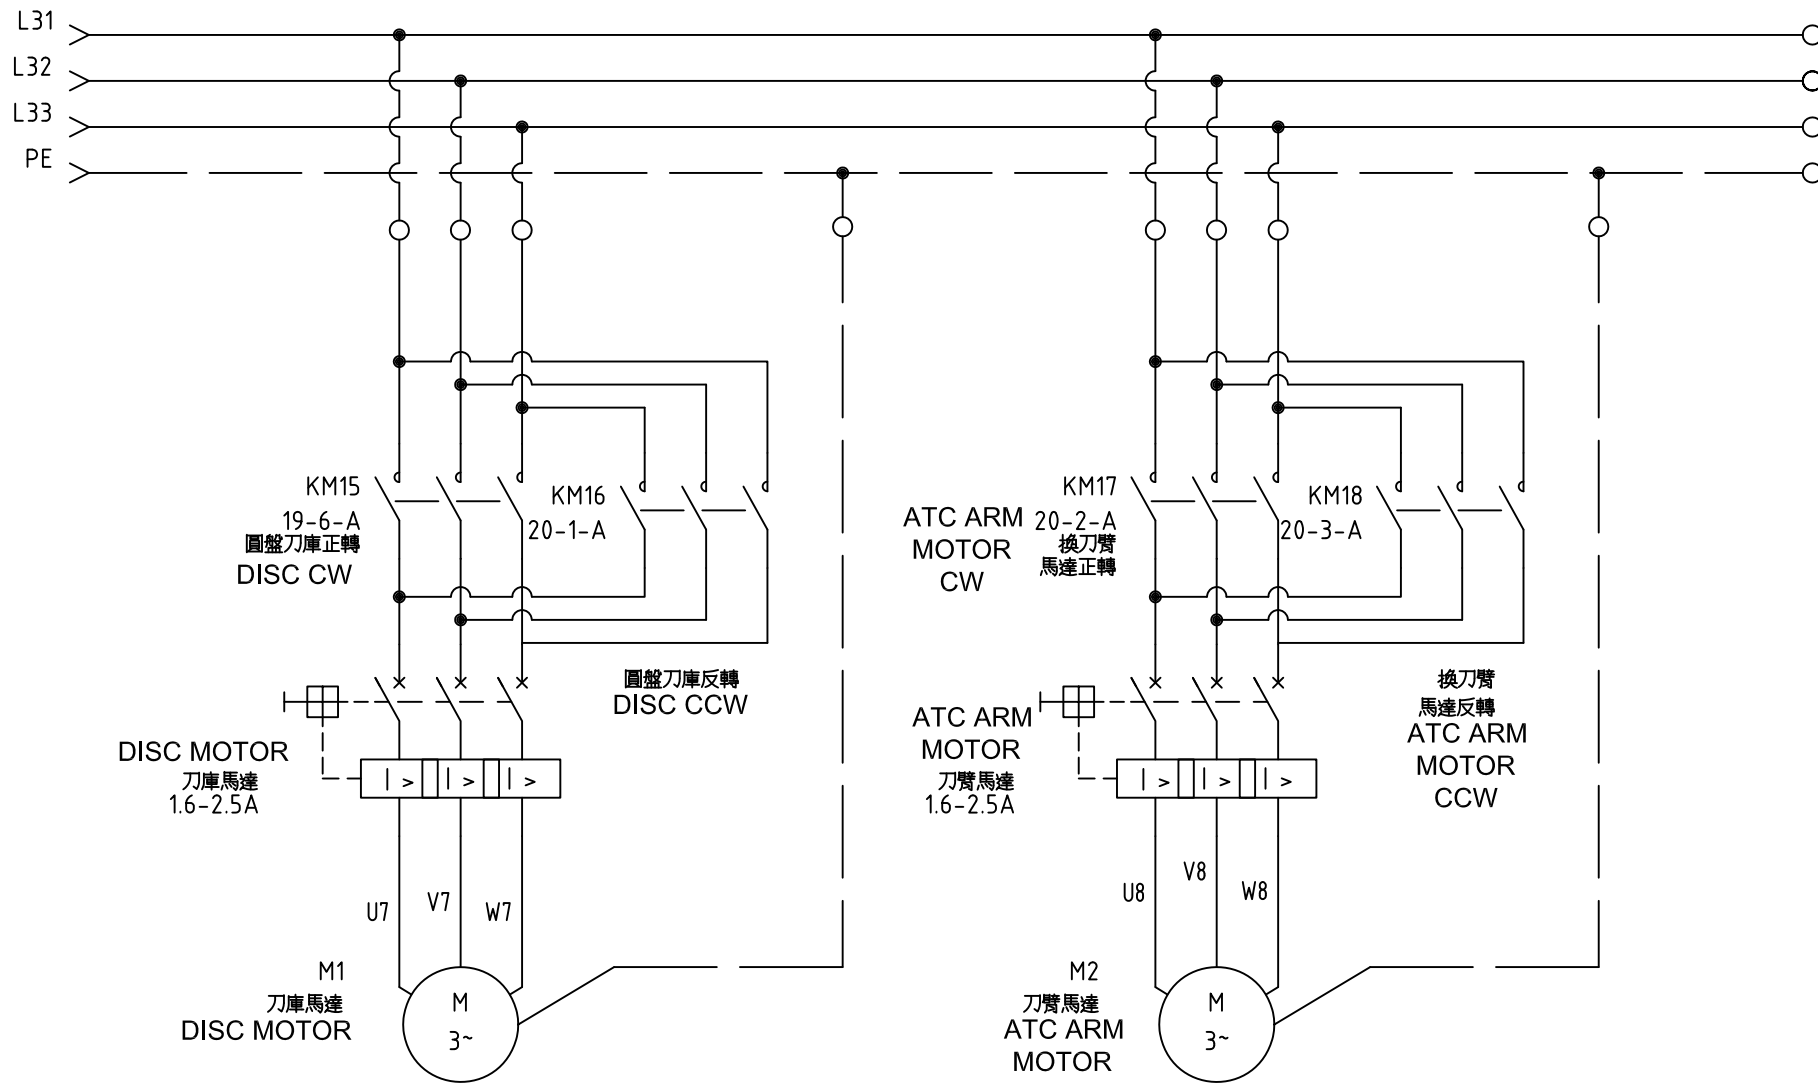 L31
L32
L33
PE
KM15
19-6-A
圓盤刀庫正轉
DISC CW
KM16
20-1-A
圓盤刀庫反轉
DISC CCW
DISC MOTOR
刀庫馬達
1.6-2.5A
I >
I >
I >
U7
V7
W7
M1
刀庫馬達
DISC MOTOR
M
3~
ATC ARM
MOTOR
CW
KM17
20-2-A
換刀臂
馬達正轉
KM18
20-3-A
換刀臂
馬達反轉
ATC ARM
MOTOR
CCW
ATC ARM
MOTOR
刀臂馬達
1.6-2.5A
I >
I >
I >
U8
V8
W8
M2
刀臂馬達
ATC ARM
MOTOR
M
3~